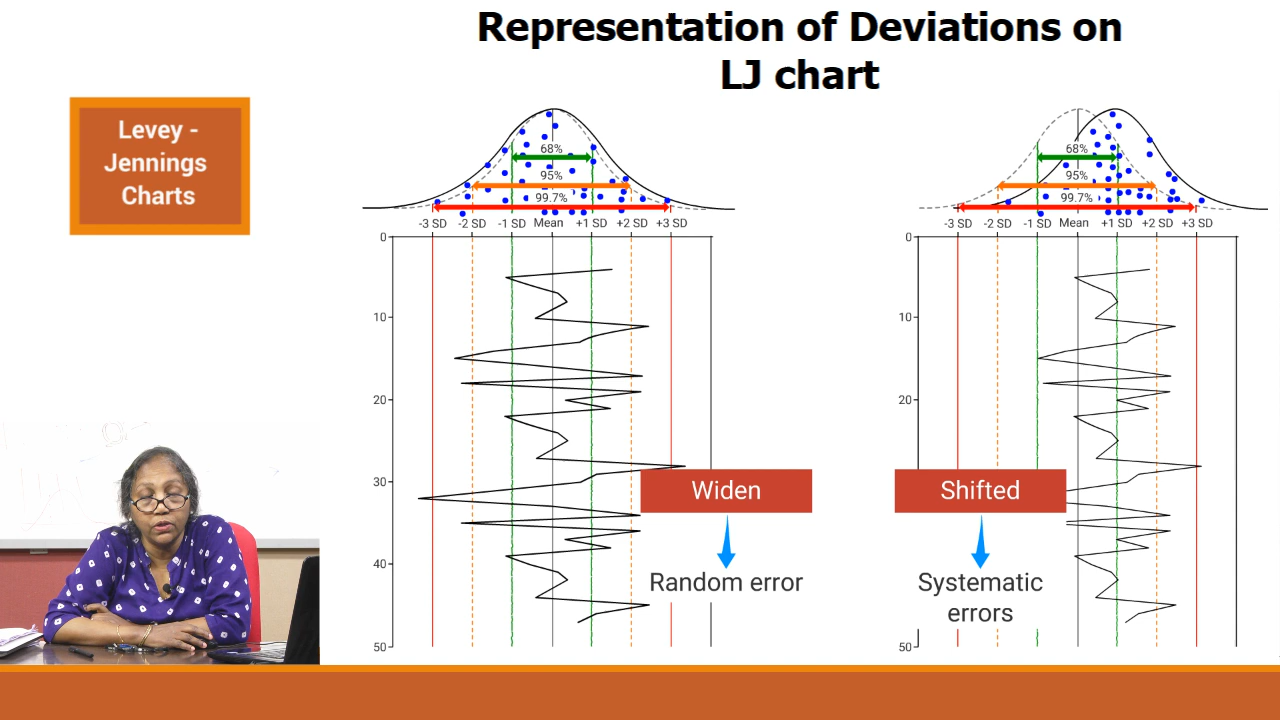 Representation of Deviations on
LJ chart
Levey -
Jennings
Charts
68%
95%
99.7%
-3 SD -2 SD -1 SD Mean +1 SD +2 SD +3 SD
0
10
20
30
40
50
Widen
Random error
68%
95%
99.7%
-3 SD -2 SD -1 SD Mean +1 SD +2 SD +3 SD
0
10
20
50
Shifted
Systematic
errors